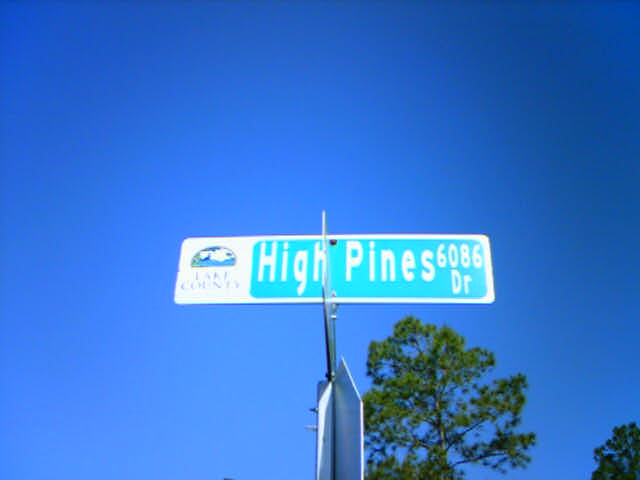 LAKE
COUNTY
High Pines 6086
Dr